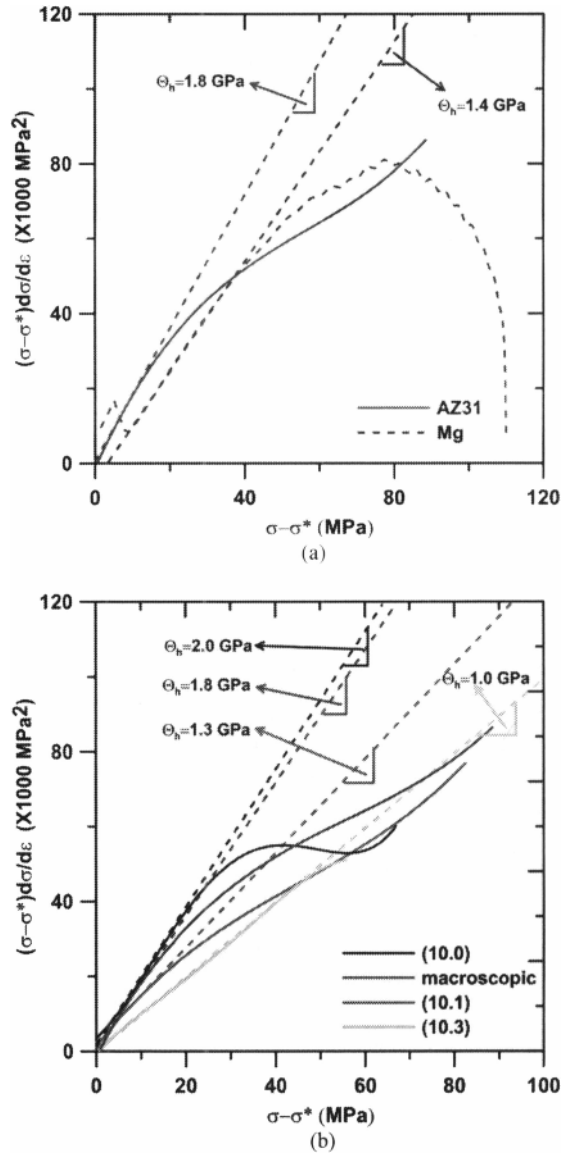 120
Θh=1.8 GPa
Θh=1.4 GPa
80
40
0
(σ−σ*)dσ/dε (X1000 MPa2)
AZ31
Mg
0 40 80 120
σ−σ* (MPa)
(a)
120
Θh=2.0 GPa
Θh=1.8 GPa
Θh=1.0 GPa
Θh=1.3 GPa
80
40
0
(σ−σ*)dσ/dε (X1000 MPa2)
(10.0)
macroscopic
(10.1)
(10.3)
0 20 40 60 80 100
σ−σ* (MPa)
(b)